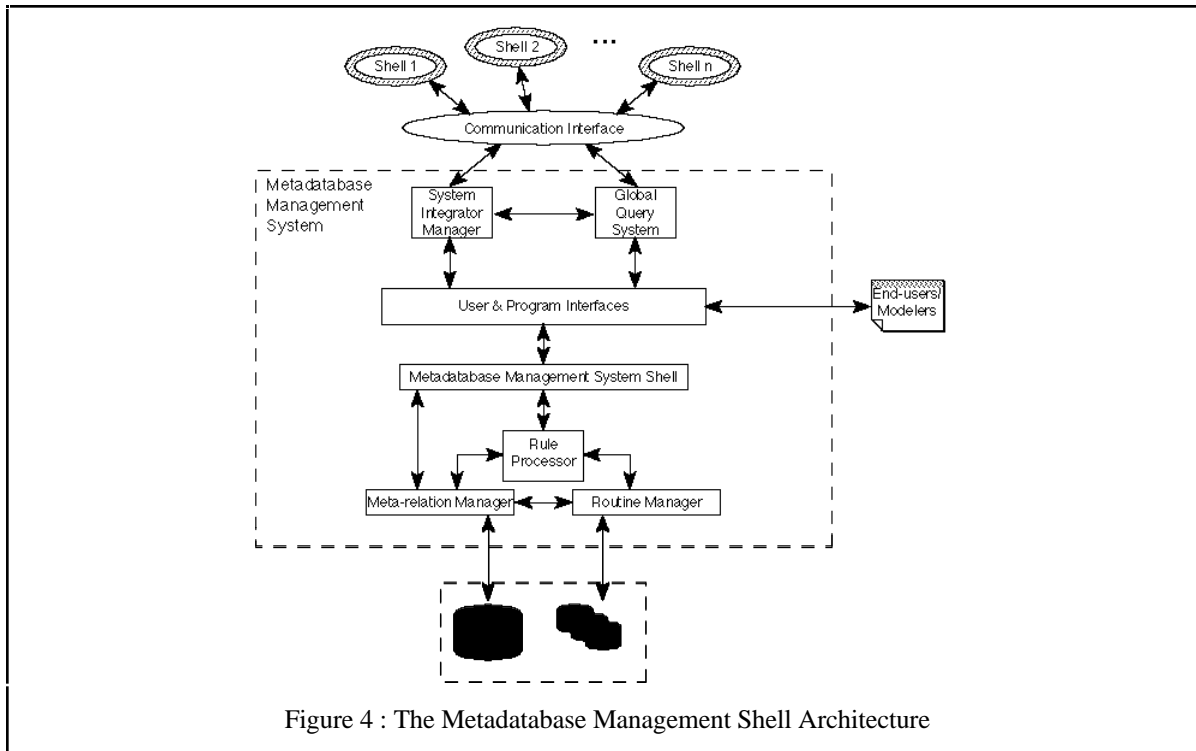 Shell 1
Shell 2
...
Shell n
Communication Interface
Metadatabase
Management
System
System
Integrator
Manager
Global
Query
System
User & Program Interfaces
End-users/
Modelers
Metadatabase Management System Shell
Rule
Processor
Meta-relation Manager
Routine Manager
Figure 4 : The Metadatabase Management Shell Architecture